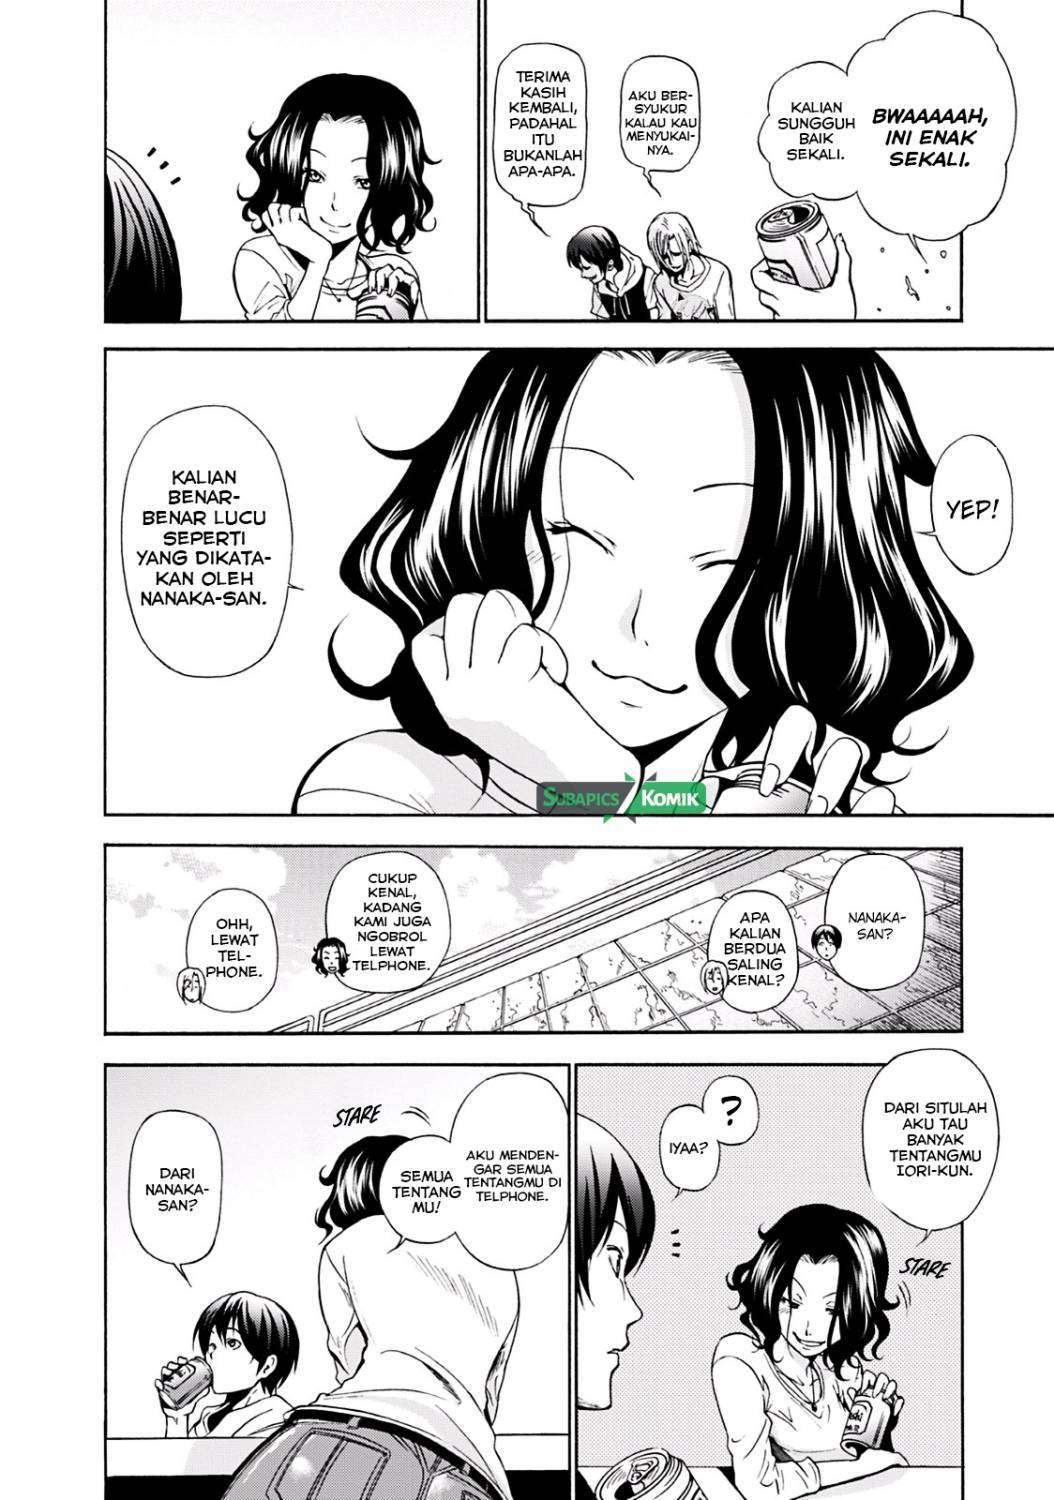 BWAAAAAH,
INI ENAK
SEKALI.
KALIAN
SUNGGUH
BAIK
SEKALI.
AKU BER-
SYUKUR
KALAU KAU
MENYUKAI-
NYA.
TERIMA
KASIH
KEMBALI,
PADAHAL
ITU
BUKANLAH
APA-APA.
YEP!
KALIAN
BENAR-
BENAR LUCU
SEPERTI
YANG DIKATA-
KAN OLEH
NANAKA-SAN.
SUBAPICS KOMIK
NANAKA-
SAN?
APA
KALIAN
BERDUA
SALING
KENAL?
CUKUP
KENAL,
KADANG
KAMI JUGA
NGOBROL
LEWAT
TELPHONE.
OHH,
LEWAT
TEL-
PHONE.
DARI SITULAH
AKU TAU
BANYAK
TENTANGMU
IORI-KUN.
STARE
?
IYAA?
AKU MENDEN-
GAR SEMUA
TENTANGMU DI
TELPHONE.
SEMUA
TENTANG
MU!
STARE
DARI
NANAKA-
SAN?